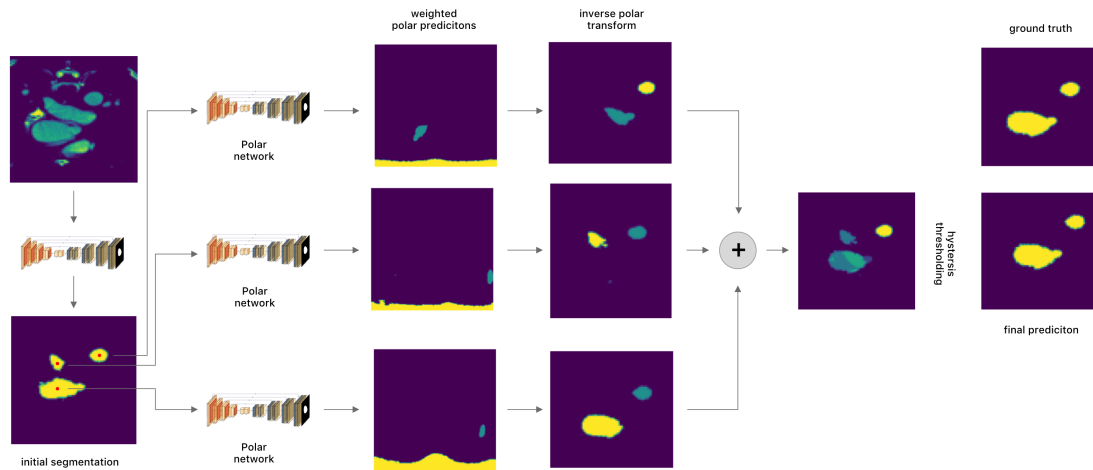 weighted
polar predicitons
inverse polar
transform
ground truth
Polar
network
Polar
network
hystersis
thresholding
+
final prediciton
Polar
network
initial segmentation